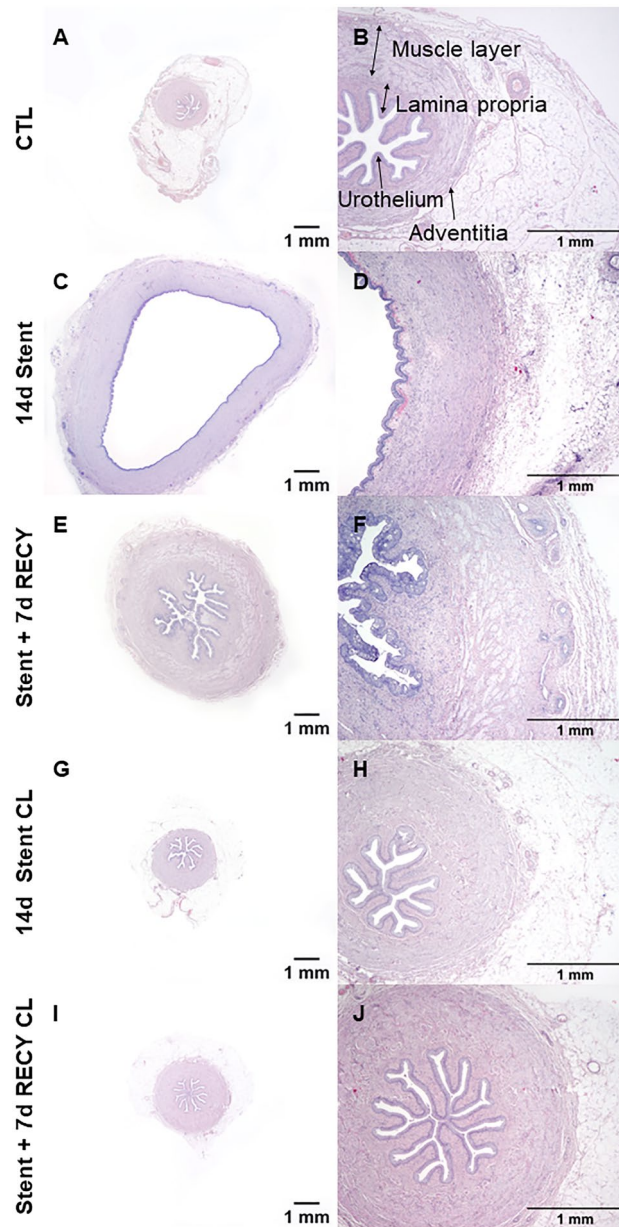 A
B
Muscle layer
Lamina propria
Urothelium
Adventitia
CTL
1 mm
1 mm
C
D
14d Stent
1 mm
1 mm
E
F
Stent + 7d RECY
1 mm
1 mm
G
H
14d Stent CL
1 mm
1 mm
I
J
Stent + 7d RECY CL
1 mm
1 mm